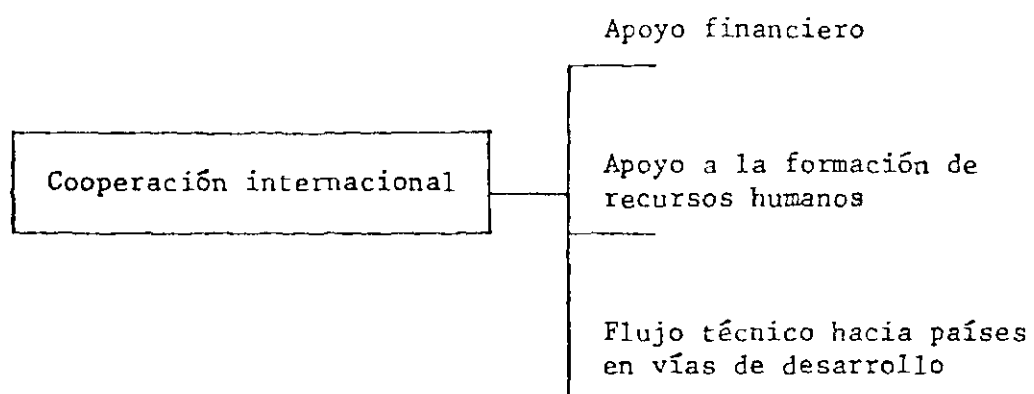 Apoyo financiero
Cooperación internacional
Apoyo a la formación de
recursos humanos
Flujo técnico hacia países
en vías de desarrollo